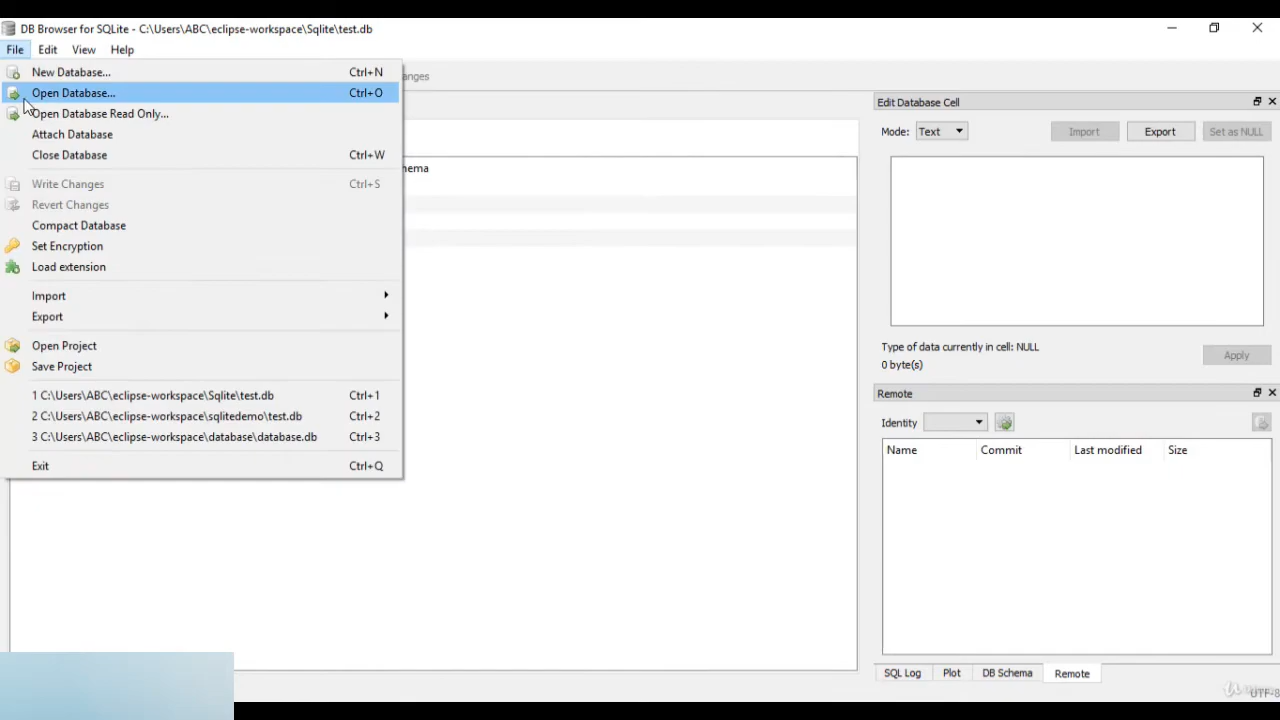 DB Browser for SQLite - C:\Users\ABC\eclipse-workspace\Sqlite\test.db
File Edit View Help
New Database... Ctrl+N
anges
Open Database... Ctrl+O
Open Database Read Only...
Attach Database
Close Database Ctrl+W
hema
Write Changes Ctrl+S
Revert Changes
Compact Database
Set Encryption
Load extension
Import
Export
Open Project
Save Project
1 C:\Users\ABC\eclipse-workspace\Sqlite\test.db Ctrl+1
2 C:\Users\ABC\eclipse-workspace\sqlitedemo\test.db Ctrl+2
3 C:\Users\ABC\eclipse-workspace\database\database.db Ctrl+3
Exit Ctrl+Q
Edit Database Cell
Mode: Text Import Export Set as NULL
Type of data currently in cell: NULL
0 byte(s)
Apply
Remote
Identity
Name Commit Last modified Size
SQL Log Plot DB Schema Remote
UTF-8